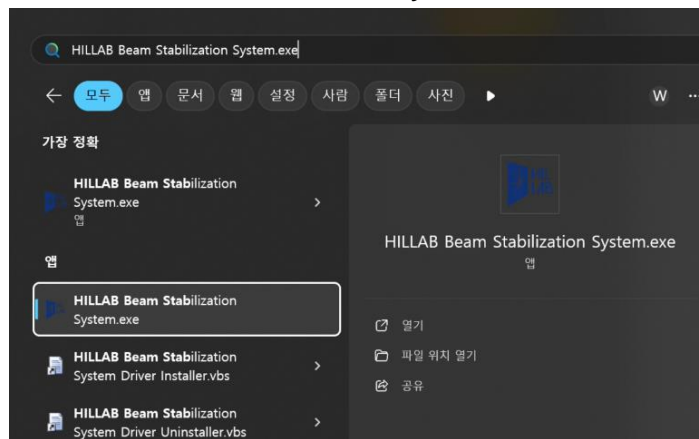 HILLAB Beam Stabilization System.exe
모두 앱 문서 웹 설정 사람 폴더 사진 W ...
가장 정확
HILLAB Beam Stabilization
System.exe
앱
앱
HILLAB Beam Stabilization
System.exe
HILLAB Beam Stabilization
System Driver Installer.vbs
HILLAB Beam Stabilization
System Driver Uninstaller.vbs
HILLAB Beam Stabilization System.exe
앱
열기
파일 위치 열기
공유